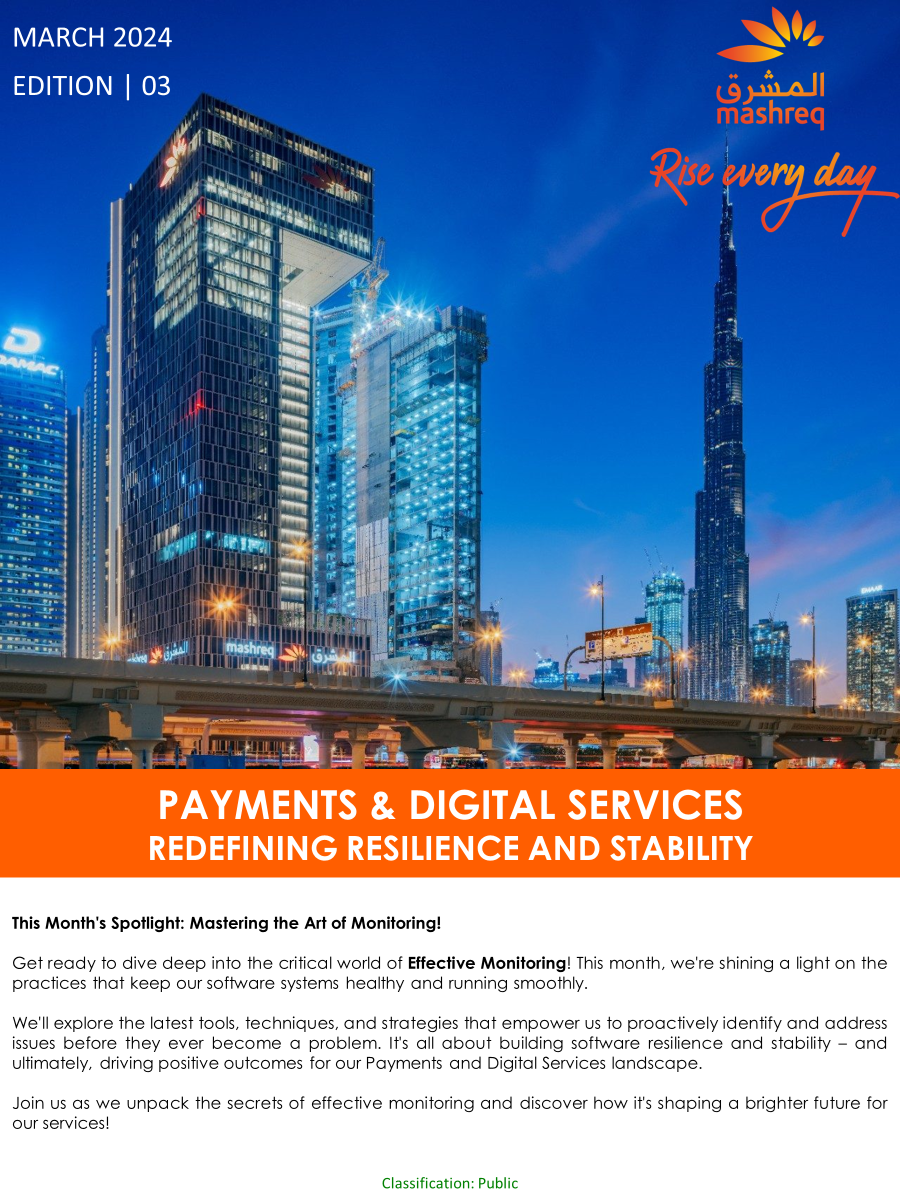 MARCH 2024
EDITION | 03
المشرق
mashreq
Rise every day
DAMAC
mashreq
المشرق
EMAAR
PAYMENTS & DIGITAL SERVICES
REDEFINING RESILIENCE AND STABILITY
This Month's Spotlight: Mastering the Art of Monitoring!
Get ready to dive deep into the critical world of Effective Monitoring! This month, we're shining a light on the
practices that keep our software systems healthy and running smoothly.
We'll explore the latest tools, techniques, and strategies that empower us to proactively identify and address
issues before they ever become a problem. It's all about building software resilience and stability – and
ultimately, driving positive outcomes for our Payments and Digital Services landscape.
Join us as we unpack the secrets of effective monitoring and discover how it's shaping a brighter future for
our services!
Classification: Public